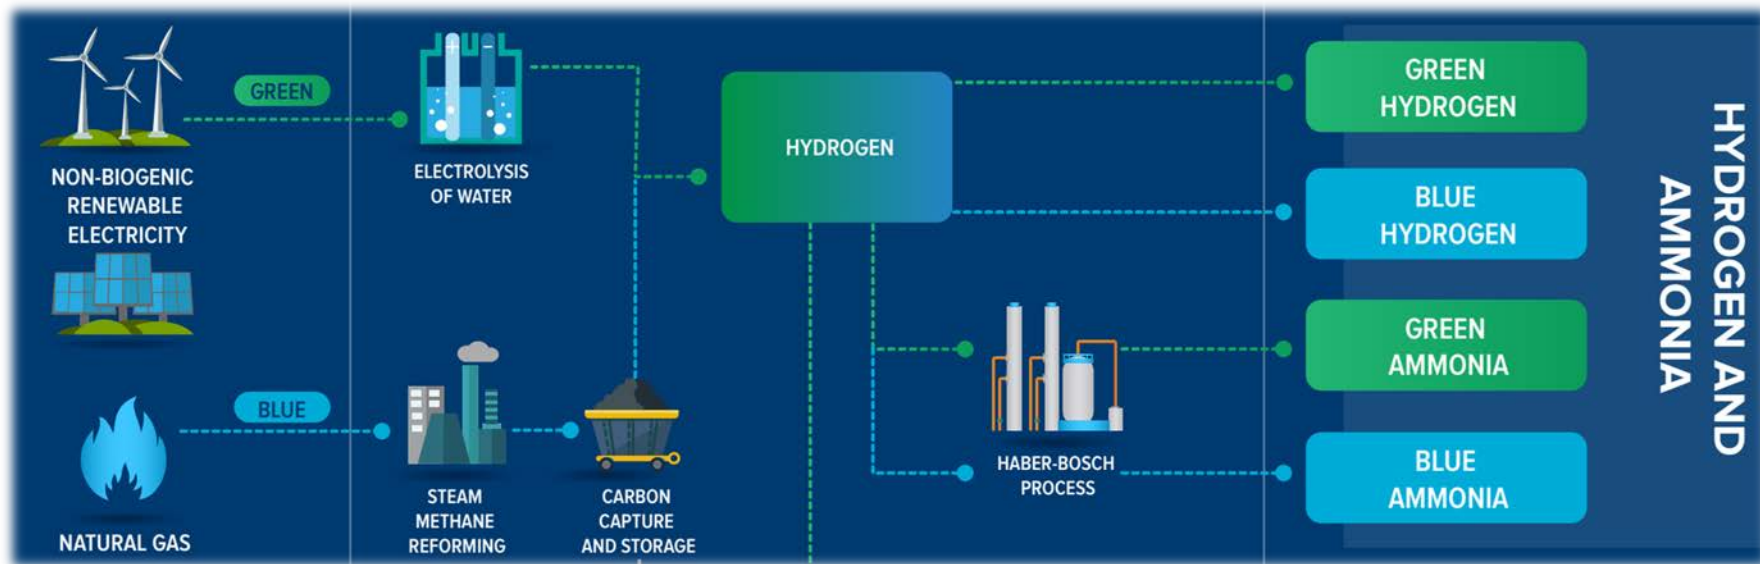 GREEN
NON-BIOGENIC
RENEWABLE
ELECTRICITY
BLUE
NATURAL GAS
+ -
ELECTROLYSIS
OF WATER
STEAM
METHANE
REFORMING
CARBON
CAPTURE
AND STORAGE
HYDROGEN
HABER-BOSCH
PROCESS
GREEN
HYDROGEN
BLUE
HYDROGEN
GREEN
AMMONIA
BLUE
AMMONIA
HYDROGEN AND
AMMONIA